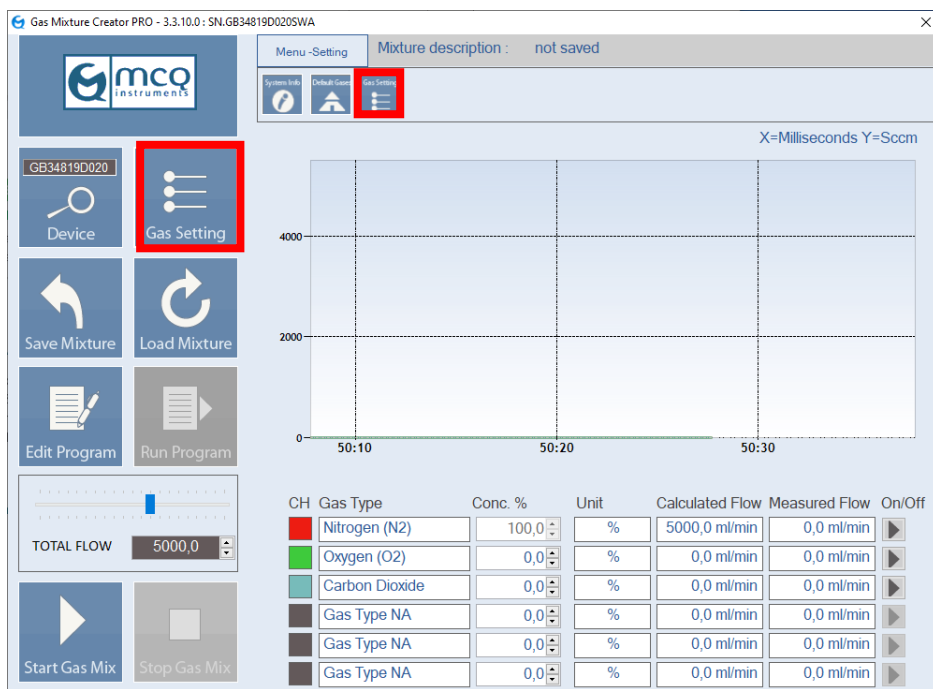 Gas Mixture Creator PRO - 3.3.10.0 : SN.GB34819D020SWA
mcq
instruments
Menu -Setting
Mixture description : not saved
System Info
Default Gases
Gas Setting
X=Milliseconds Y=Sccm
GB34819D020
Device
Gas Setting
Save Mixture
Load Mixture
Edit Program
Run Program
TOTAL FLOW 5000,0
Start Gas Mix
Stop Gas Mix
4000
2000
0
50:10 50:20 50:30
CH Gas Type Conc. % Unit Calculated Flow Measured Flow On/Off
Nitrogen (N2) 100,0 % 5000,0 ml/min 0,0 ml/min
Oxygen (O2) 0,0 % 0,0 ml/min 0,0 ml/min
Carbon Dioxide 0,0 % 0,0 ml/min 0,0 ml/min
Gas Type NA 0,0 % 0,0 ml/min 0,0 ml/min
Gas Type NA 0,0 % 0,0 ml/min 0,0 ml/min
Gas Type NA 0,0 % 0,0 ml/min 0,0 ml/min